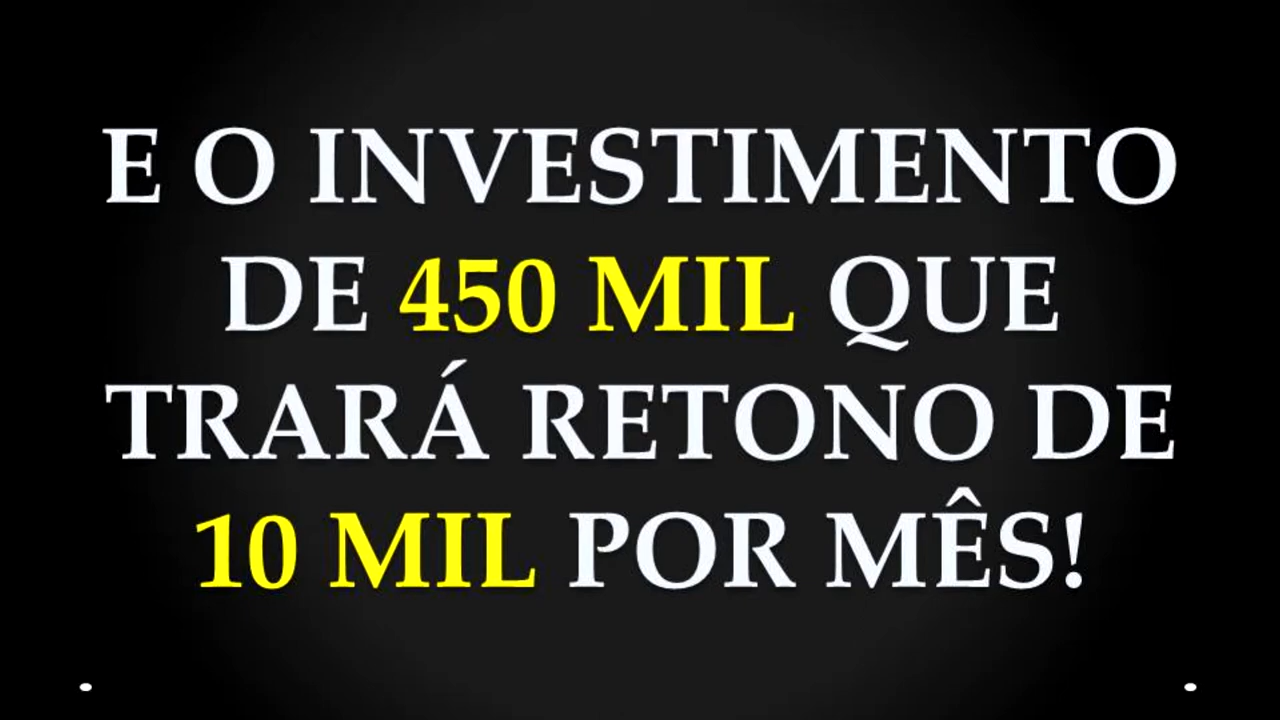 E O INVESTIMENTO
DE 450 MIL QUE
TRARÁ RETONO DE
10 MIL POR MÊS!